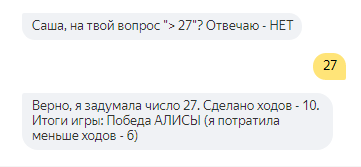 Саша, на твой вопрос "> 27"? Отвечаю - НЕТ
27
Верно, я задумала число 27. Сделано ходов - 10.
Итоги игры: Победа АЛИСЫ (я потратила
меньше ходов - 6)